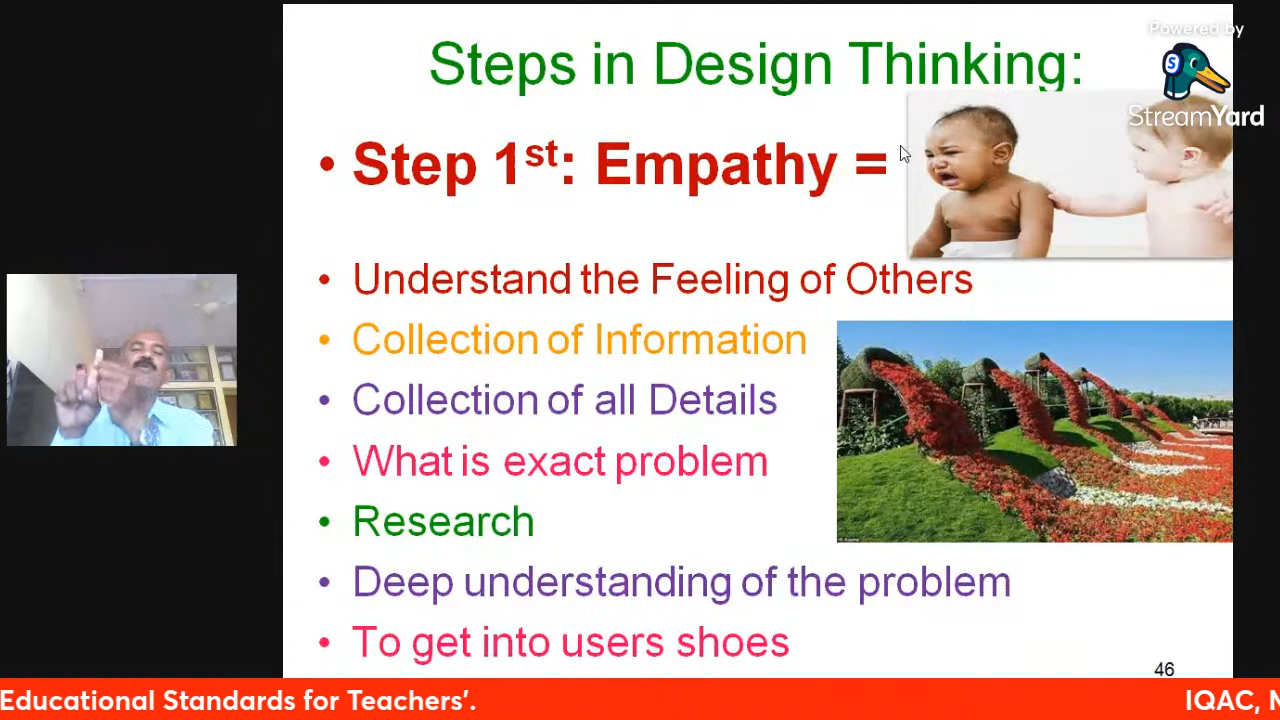 Steps in Design Thinking:
Powered by
StreamYard
• Step 1st: Empathy =
• Understand the Feeling of Others
• Collection of Information
• Collection of all Details
• What is exact problem
• Research
• Deep understanding of the problem
• To get into users shoes
46
Educational Standards for Teachers’.
IQAC,